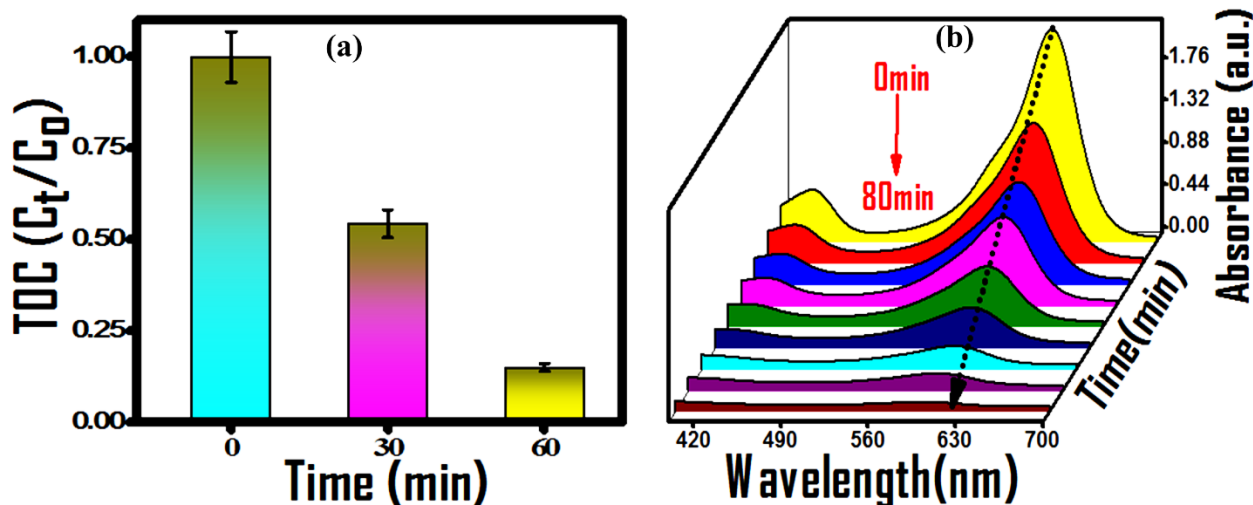 (a)
TOC (Ct/C0)
1.00
0.75
0.50
0.25
0.00
0 30 60
Time (min)
(b)
0min
80min
1.76
1.32
0.88
0.44
0.00
Absorbance (a.u.)
Time(min)
420 490 560 630 700
Wavelength(nm)